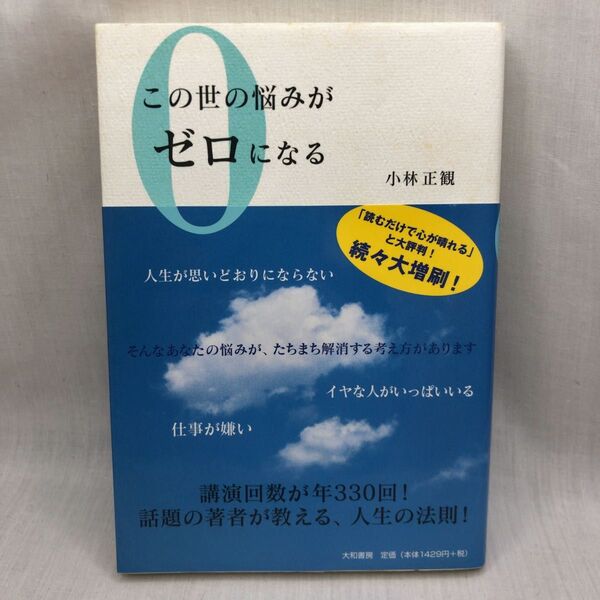 0
この世の悩みが
ゼロになる
小林正観
「読むだけで心が晴れる」
と大評判！
続々大増刷！
人生が思いどおりにならない
そんなあなたの悩みが、たちまち解消する考え方があります
イヤな人がいっぱいいる
仕事が嫌い
講演回数が年330回！
話題の著者が教える、人生の法則！
大和書房 定価（本体1429円+税）